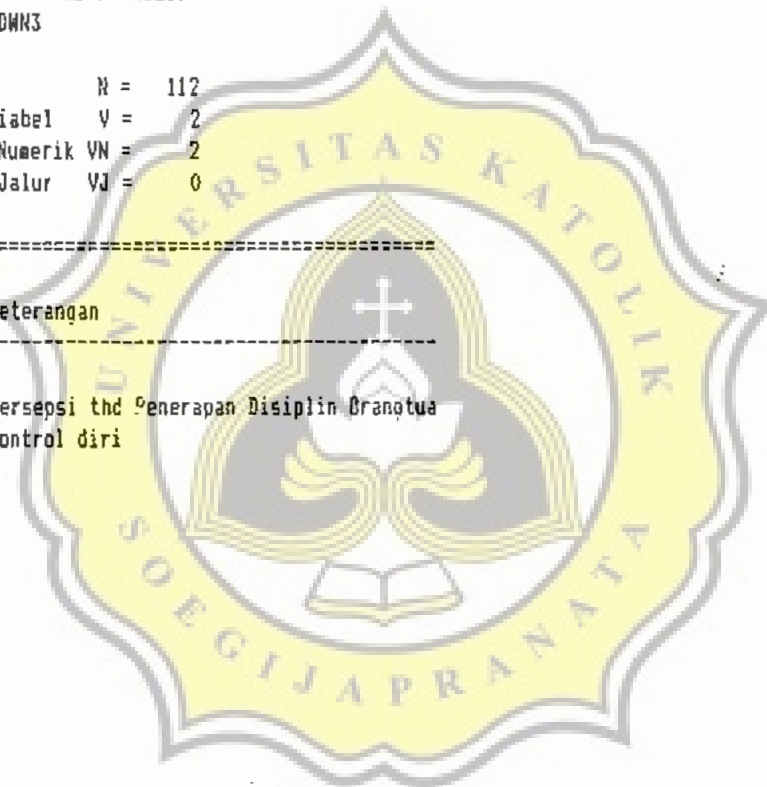 DWN3
N = 112
iabel V = 2
Numerik VN = 2
Jalur VJ = 0
================================================
eterangan
------------------------------------------------
ersepsi thd Penerapan Disiplin Orangtua
ontrol diri
UNIVERSITAS KATOLIK
SOEGIJAPRANATA